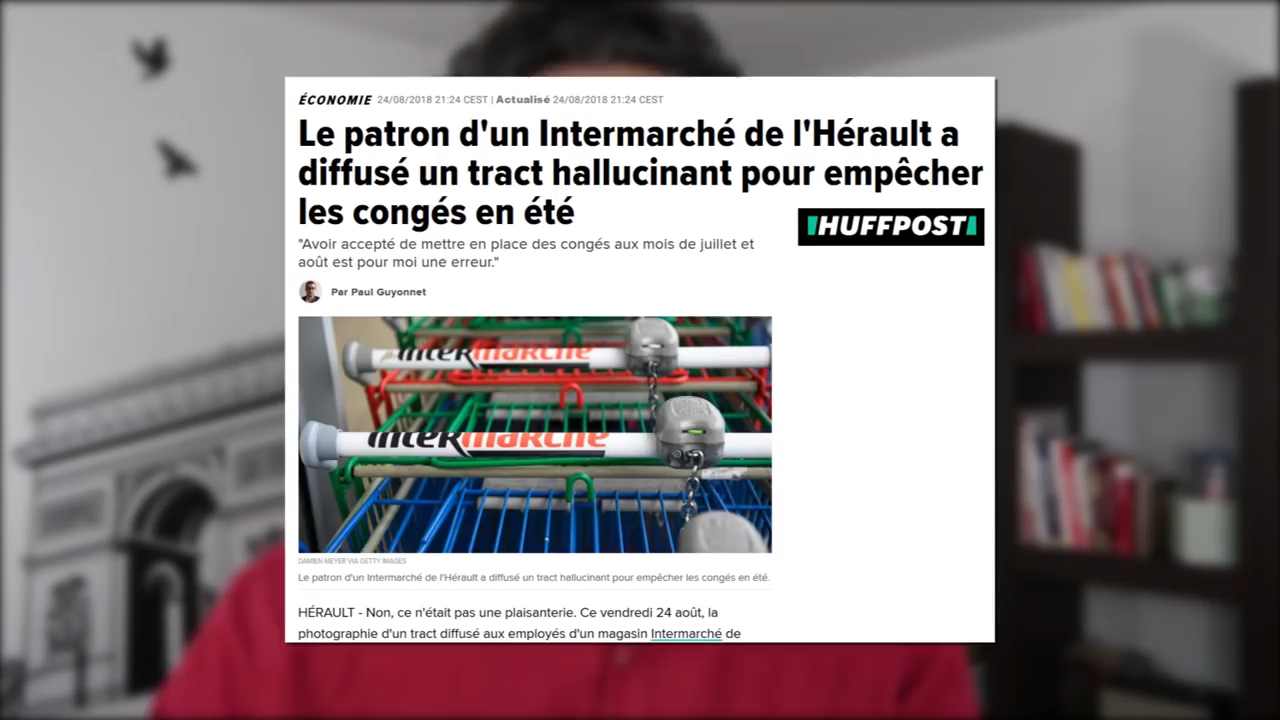 ÉCONOMIE 24/08/2018 21:24 CEST | Actualisé 24/08/2018 21:24 CEST
Le patron d'un Intermarché de l'Hérault a
diffusé un tract hallucinant pour empêcher
les congés en été
HUFFPOST
"Avoir accepté de mettre en place des congés aux mois de juillet et
août est pour moi une erreur."
Par Paul Guyonnet
InterMarche
InterMarche
DAMIEN MEYER VIA GETTY IMAGES
Le patron d'un Intermarché de l'Hérault a diffusé un tract hallucinant pour empêcher les congés en été.
HÉRAULT - Non, ce n'était pas une plaisanterie. Ce vendredi 24 août, la
photographie d'un tract diffusé aux employés d'un magasin Intermarché de